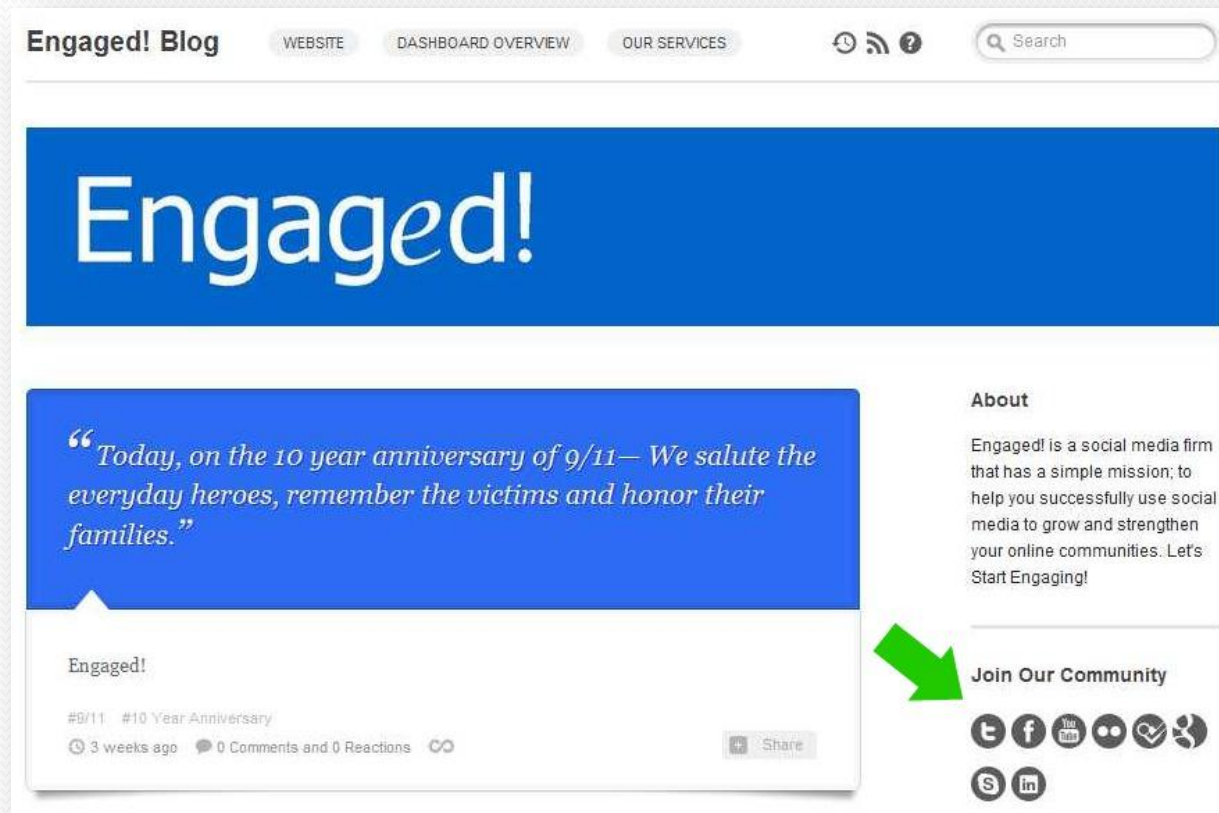 Engaged! Blog
WEBSITE
DASHBOARD OVERVIEW
OUR SERVICES
Search
Engaged!
“Today, on the 10 year anniversary of 9/11— We salute the
everyday heroes, remember the victims and honor their
families.”
Engaged!
#9/11 #10 Year Anniversary
3 weeks ago 0 Comments and 0 Reactions
Share
About
Engaged! is a social media firm
that has a simple mission; to
help you successfully use social
media to grow and strengthen
your online communities. Let's
Start Engaging!
Join Our Community
You
Tube
in